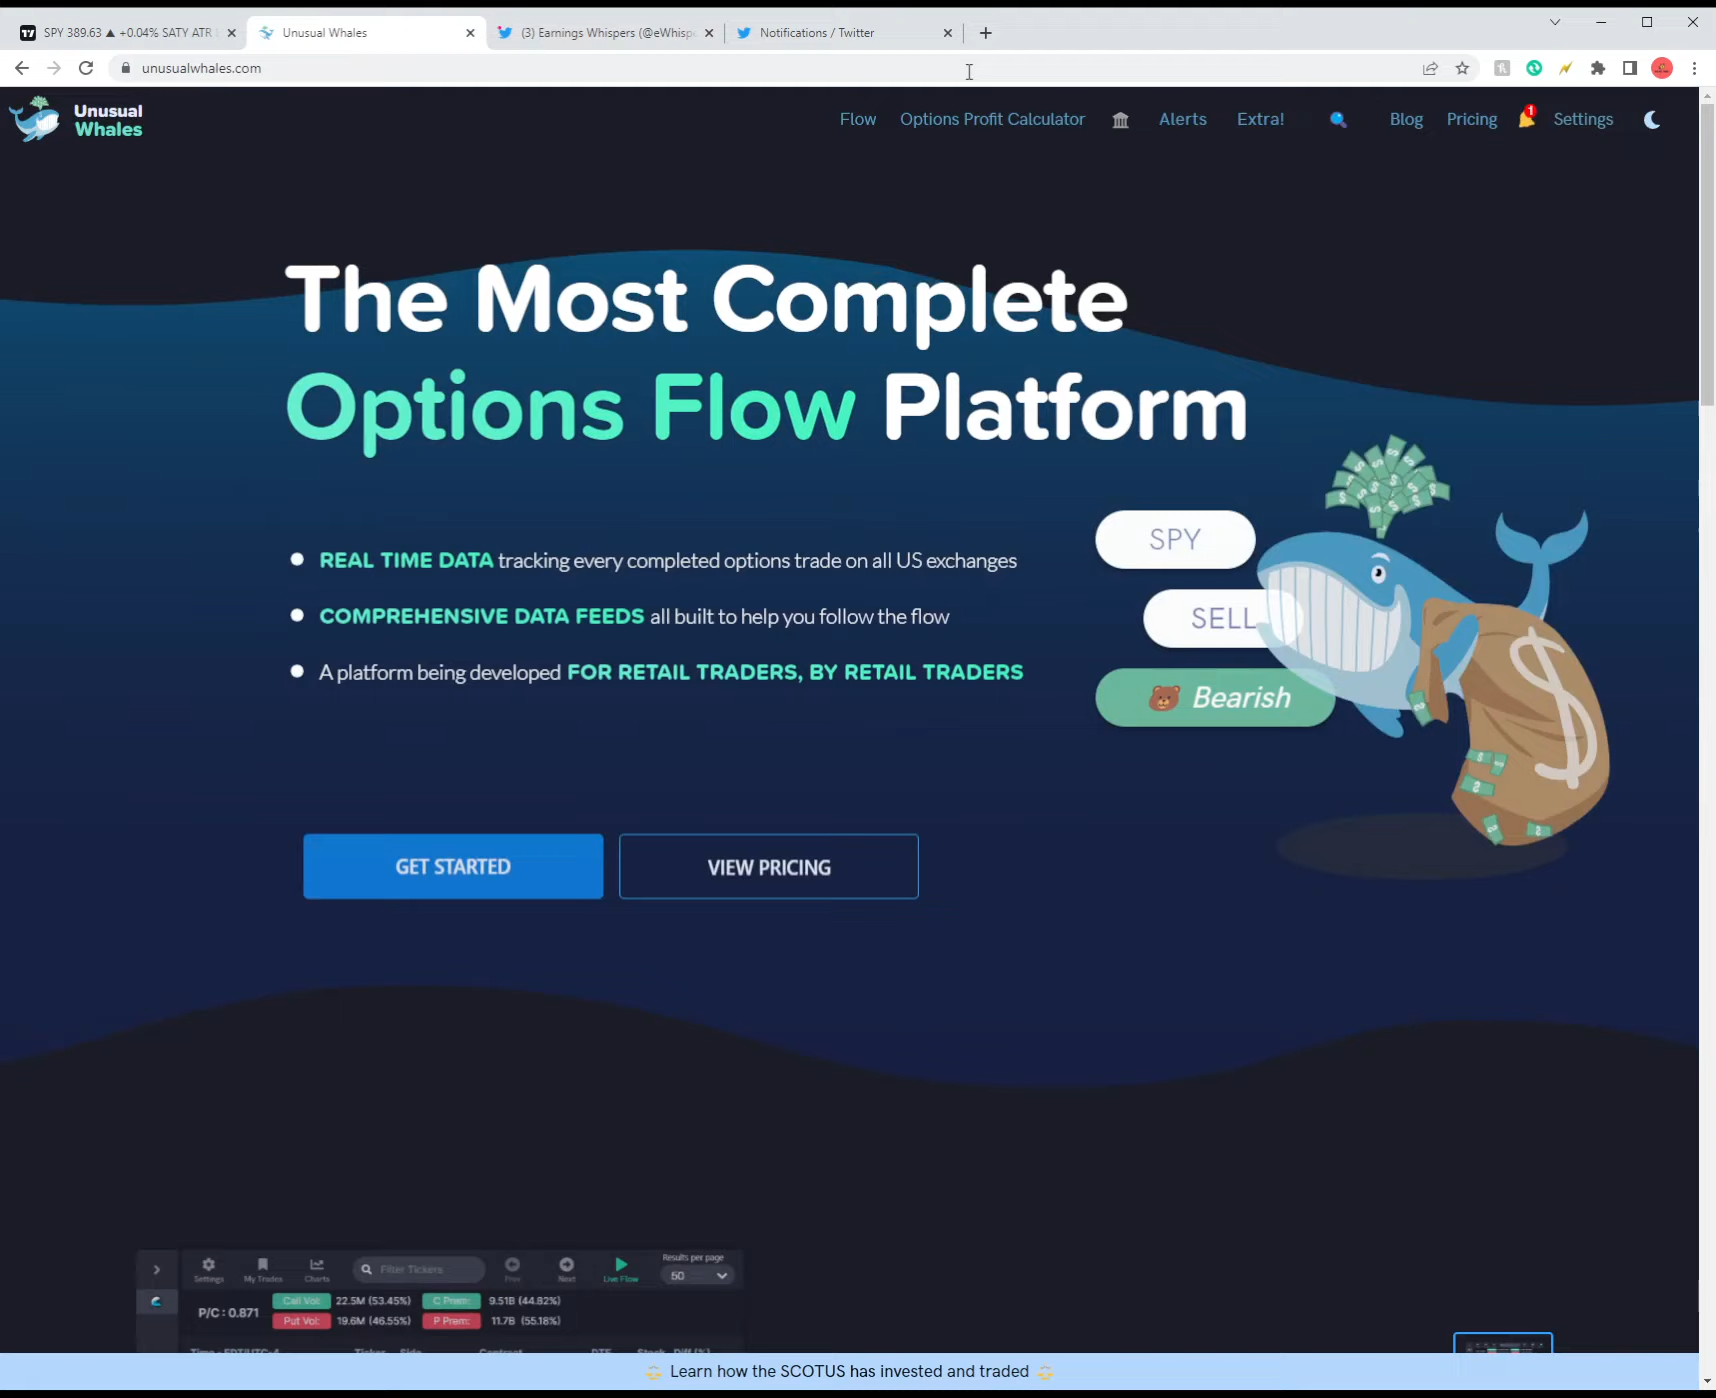 SPY 389.63 ▲ +0.04% SATY ATR
Unusual Whales
(3) Earnings Whispers (@eWhispe
Notifications / Twitter
unusualwhales.com
Unusual
Whales
Flow
Options Profit Calculator
Alerts
Extra!
Blog
Pricing
1
Settings
The Most Complete
Options Flow Platform
REAL TIME DATA tracking every completed options trade on all US exchanges
COMPREHENSIVE DATA FEEDS all built to help you follow the flow
A platform being developed FOR RETAIL TRADERS, BY RETAIL TRADERS
SPY
SELL
Bearish
GET STARTED
VIEW PRICING
Settings
My Trades
Charts
Filter Tickers
Prev
Next
Live Flow
Results per page
50
P/C : 0.871
Call Vol: 22.5M (53.45%) C Prem: 9.51B (44.82%)
Put Vol: 19.6M (46.55%) P Prem: 11.7B (55.18%)
Learn how the SCOTUS has invested and traded